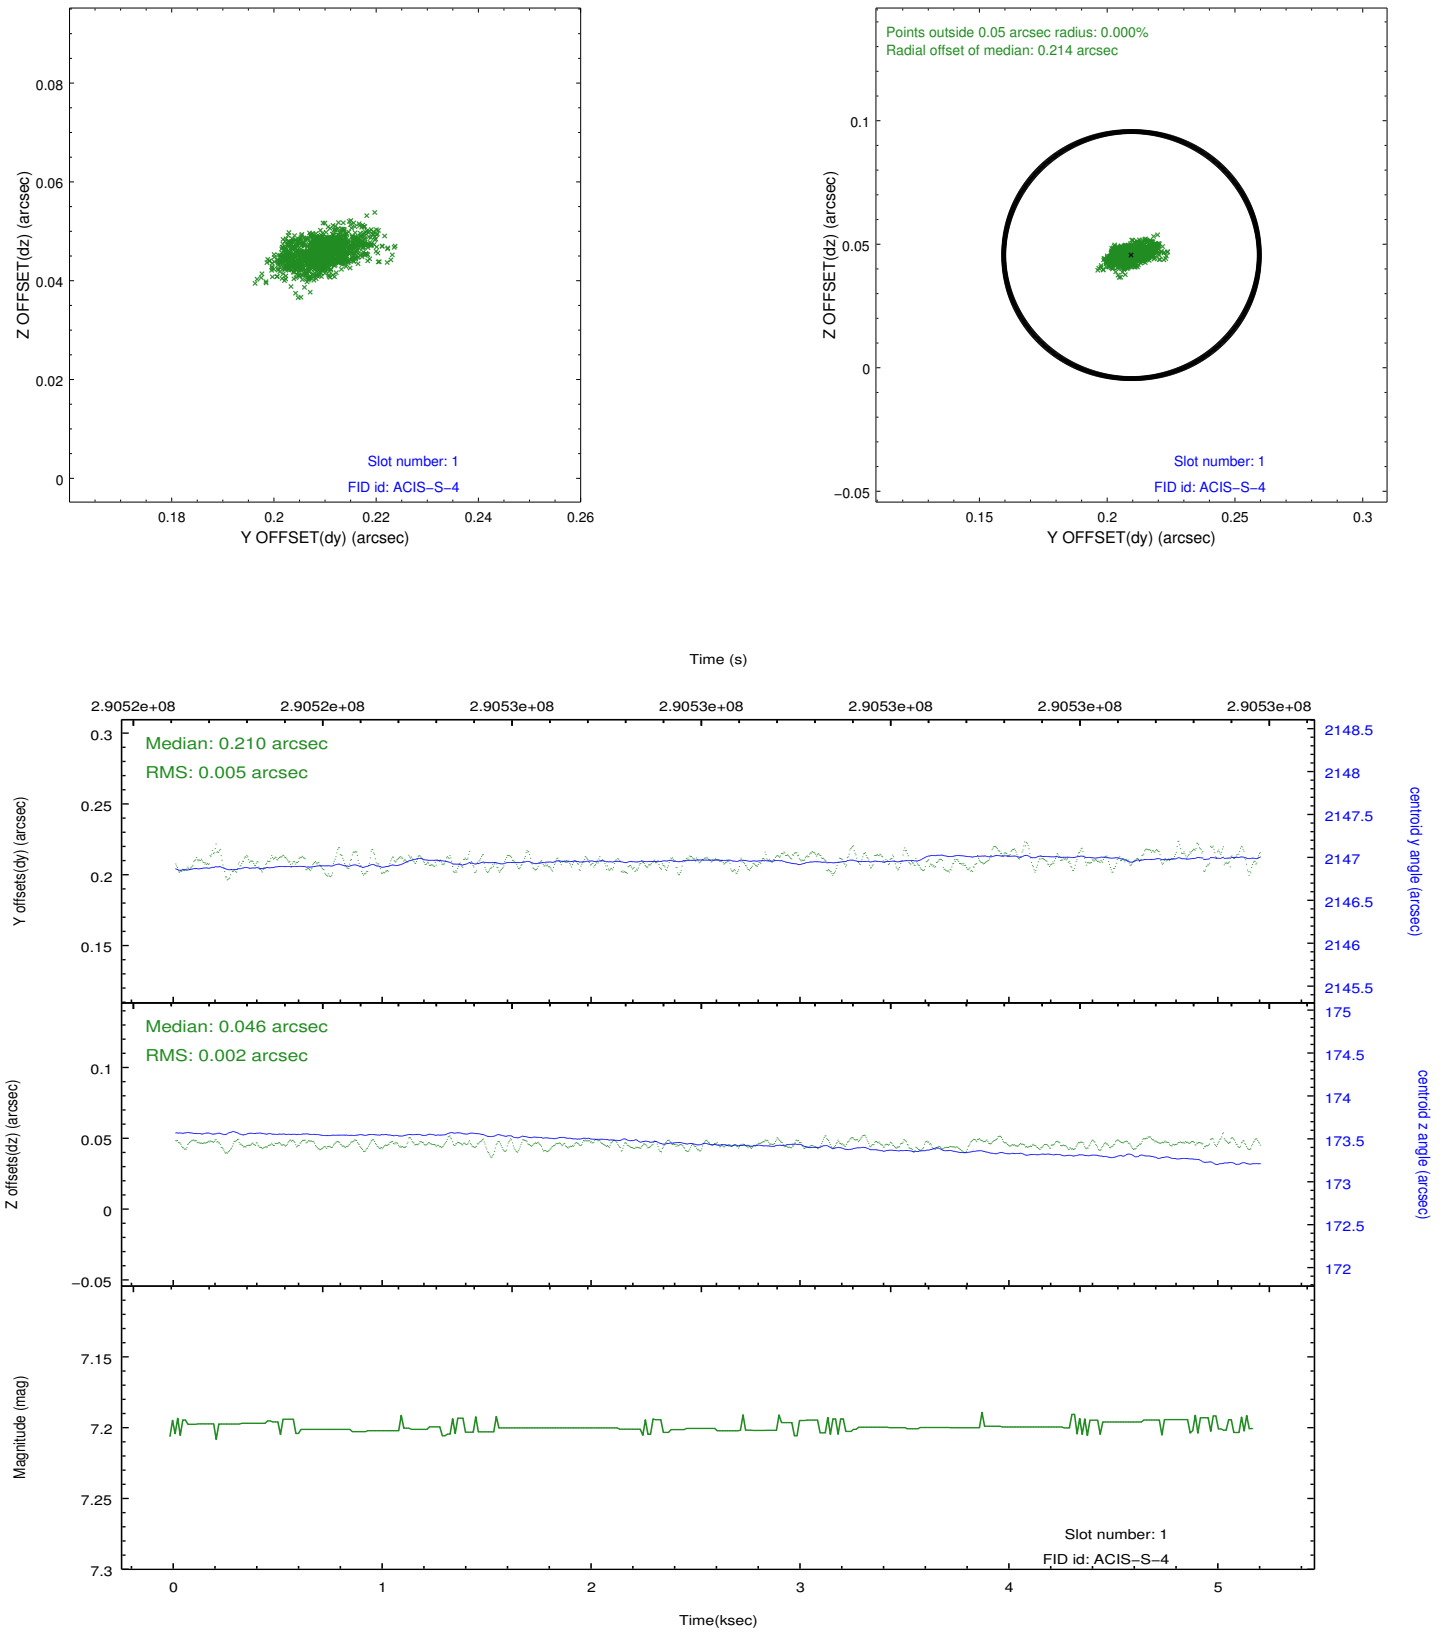 0.08
0.06
0.04
0.02
0
Z OFFSET(dz) (arcsec)
Slot number: 1
FID id: ACIS−S−4
0.18
0.2
0.22
0.24
0.26
Y OFFSET(dy) (arcsec)
Points outside 0.05 arcsec radius: 0.000%
Radial offset of median: 0.214 arcsec
0.1
0.05
0
−0.05
Z OFFSET(dz) (arcsec)
Slot number: 1
FID id: ACIS−S−4
0.15
0.2
0.25
0.3
Y OFFSET(dy) (arcsec)
Time (s)
2.9052e+08
2.9052e+08
2.9053e+08
2.9053e+08
2.9053e+08
2.9053e+08
2.9053e+08
Median: 0.210 arcsec
RMS: 0.005 arcsec
0.3
0.25
0.2
0.15
Y offsets(dy) (arcsec)
2148.5
2148
2147.5
2147
2146.5
2146
2145.5
centroid y angle (arcsec)
Median: 0.046 arcsec
RMS: 0.002 arcsec
0.1
0.05
0
−0.05
Z offsets(dz) (arcsec)
175
174.5
174
173.5
173
172.5
172
centroid z angle (arcsec)
7.15
7.2
7.25
7.3
Magnitude (mag)
Slot number: 1
FID id: ACIS−S−4
0
1
2
3
4
5
Time(ksec)